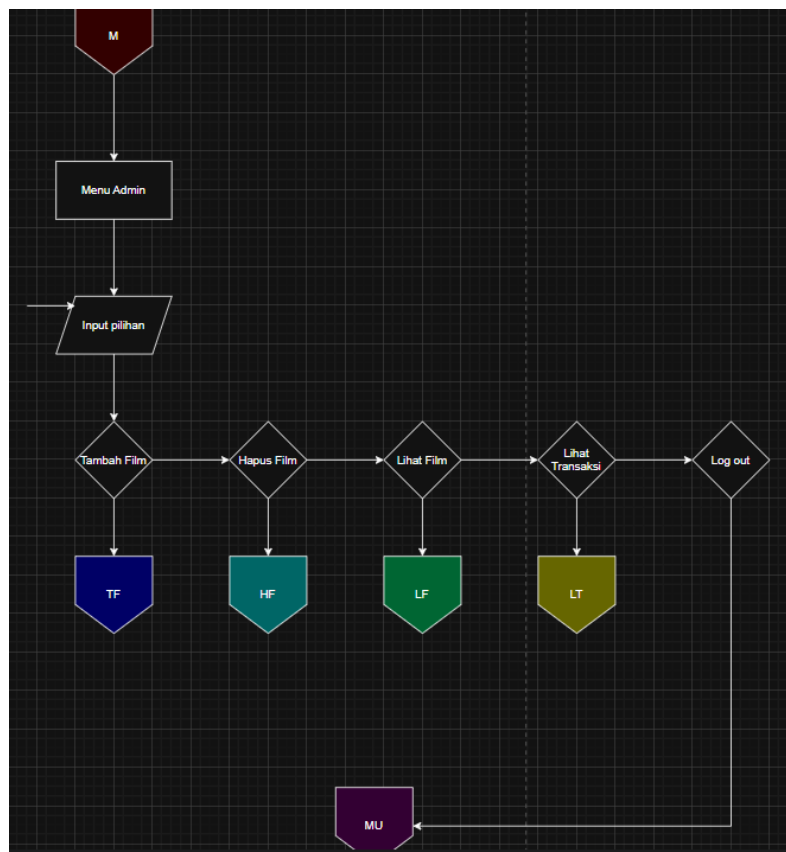 M
Menu Admin
Input pilihan
Tambah Film
Hapus Film
Lihat Film
Lihat
Transaksi
Log out
TF
HF
LF
LT
MU